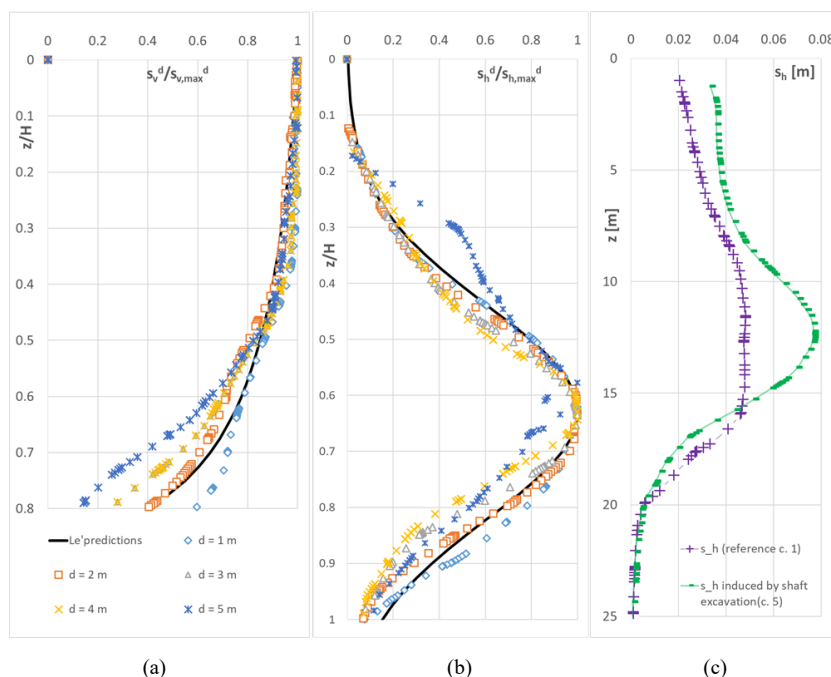 0 0.2 0.4 0.6 0.8 1
s_v^d/s_v,max^d
z/H
0
0.1
0.2
0.3
0.4
0.5
0.6
0.7
0.8
Le'predictions
d = 1 m
d = 2 m
d = 3 m
d = 4 m
d = 5 m
(a)
0 0.2 0.4 0.6 0.8 1
s_h^d/s_h,max^d
z/H
0
0.1
0.2
0.3
0.4
0.5
0.6
0.7
0.8
0.9
1
(b)
0 0.02 0.04 0.06 0.08
s_h [m]
z [m]
0
5
10
15
20
25
s_h (reference c. 1)
s_h induced by shaft
excavation(c. 5)
(c)